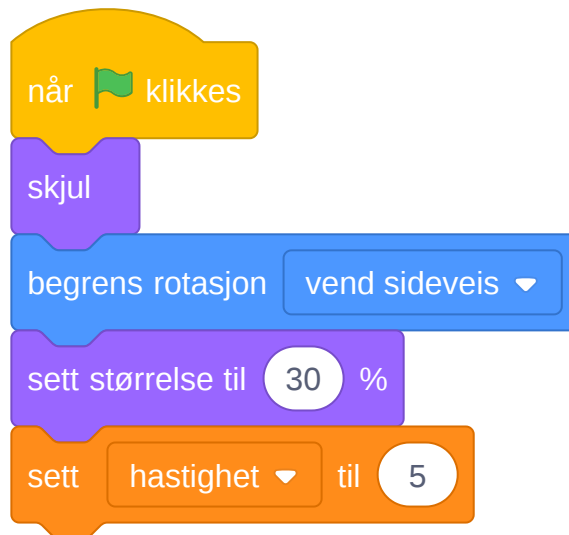 når klikkes
skjul
begrens rotasjon vend sideveis
sett størrelse til 30 %
sett hastighet til 5